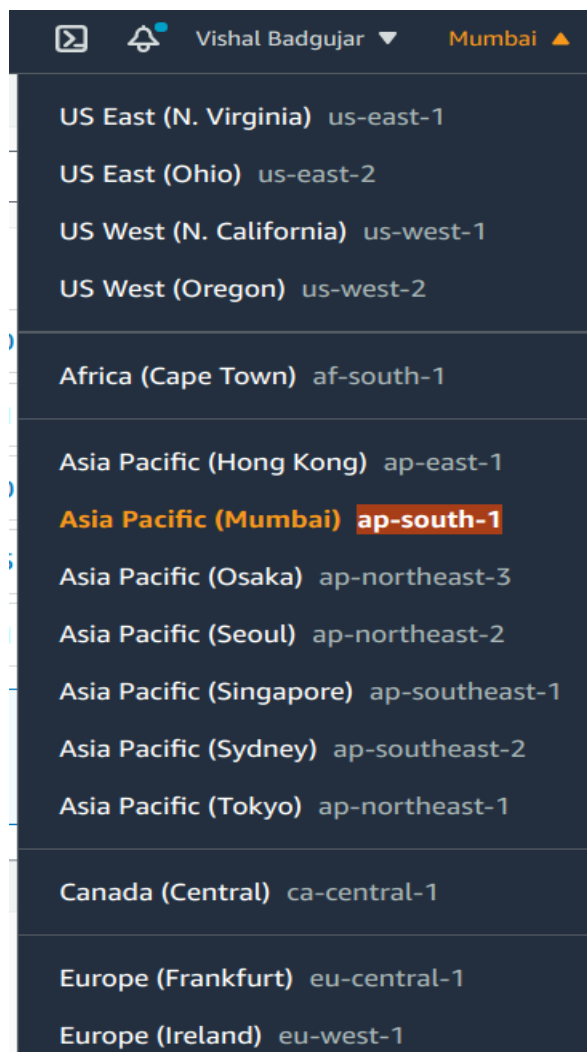 Vishal Badgujar ▼ Mumbai ▲
US East (N. Virginia) us-east-1
US East (Ohio) us-east-2
US West (N. California) us-west-1
US West (Oregon) us-west-2
Africa (Cape Town) af-south-1
Asia Pacific (Hong Kong) ap-east-1
Asia Pacific (Mumbai) ap-south-1
Asia Pacific (Osaka) ap-northeast-3
Asia Pacific (Seoul) ap-northeast-2
Asia Pacific (Singapore) ap-southeast-1
Asia Pacific (Sydney) ap-southeast-2
Asia Pacific (Tokyo) ap-northeast-1
Canada (Central) ca-central-1
Europe (Frankfurt) eu-central-1
Europe (Ireland) eu-west-1